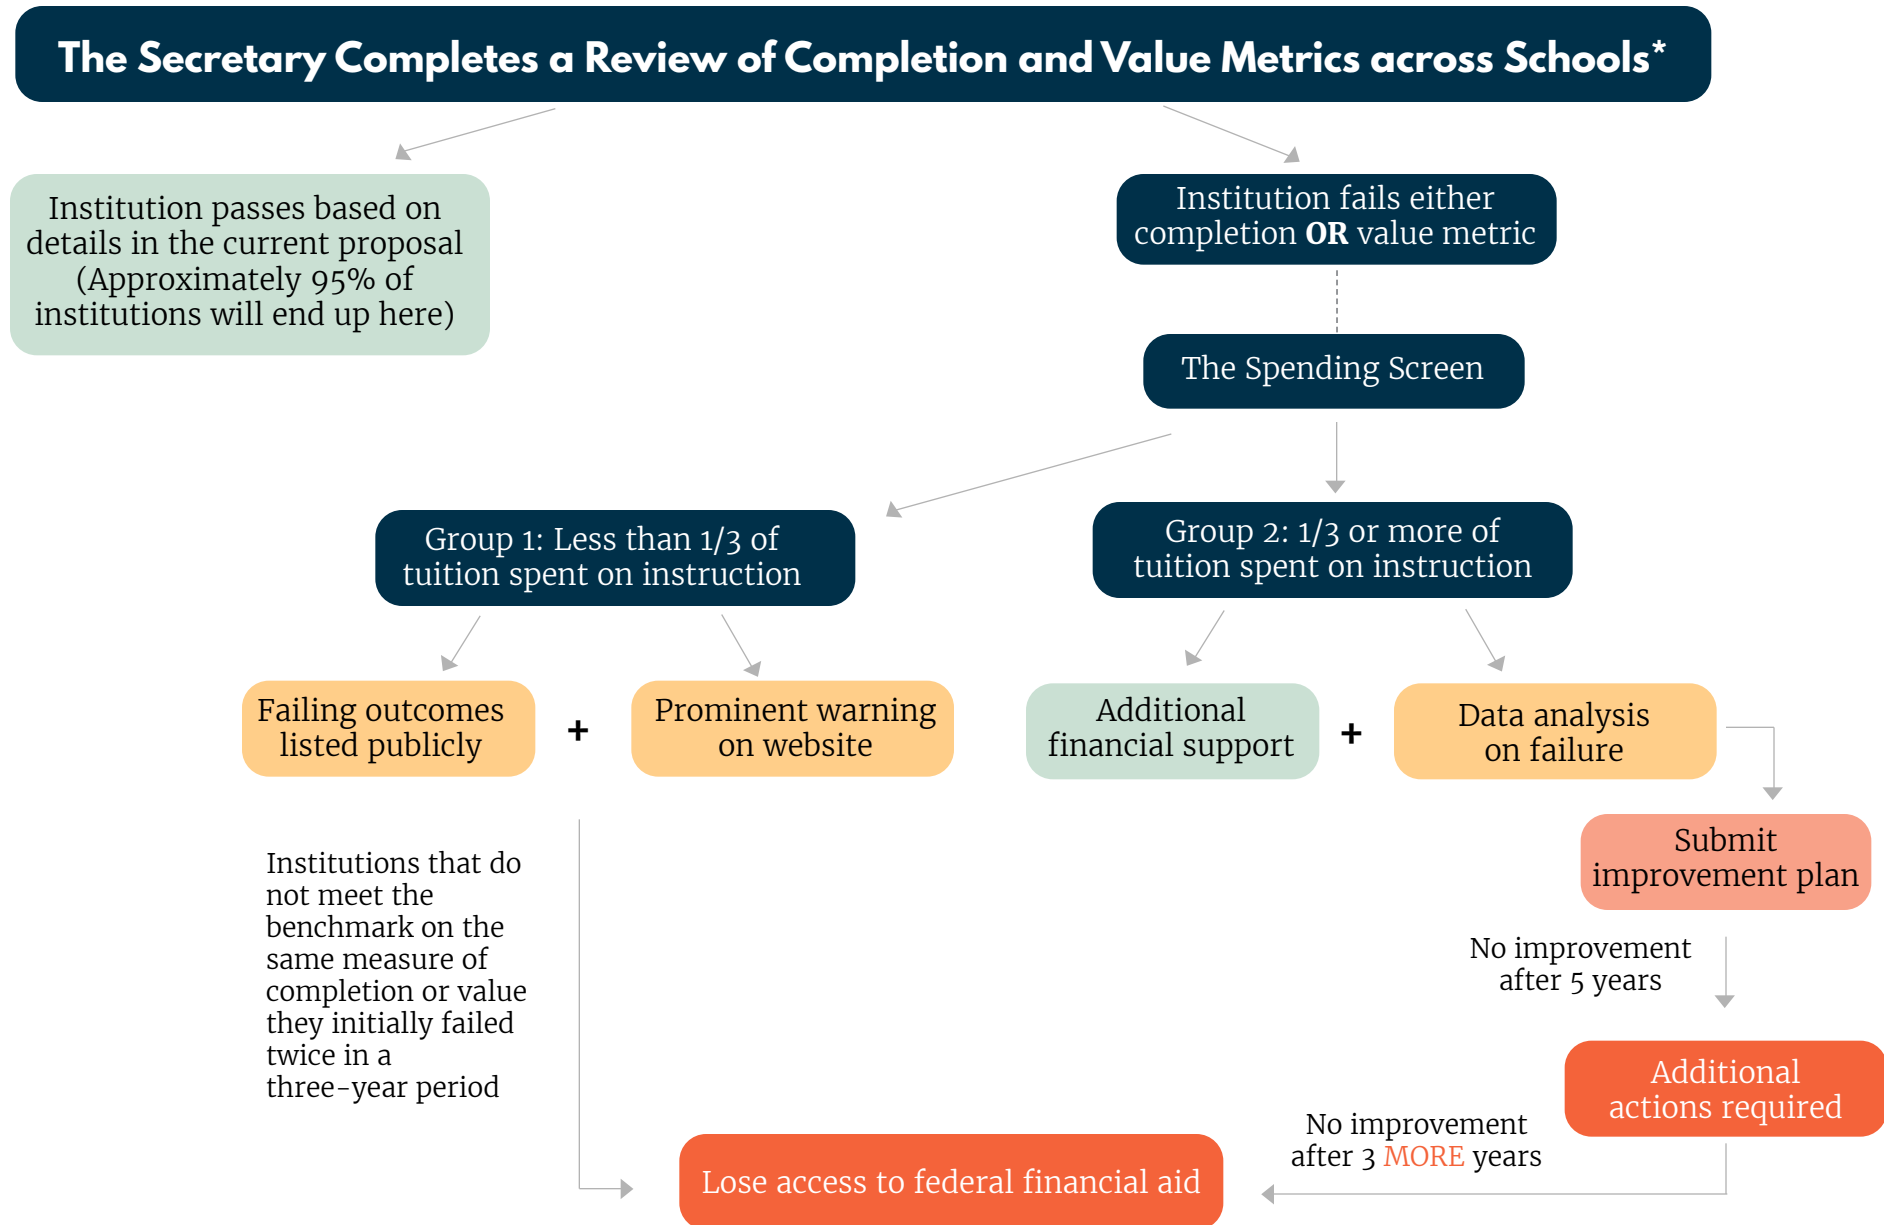 The Secretary Completes a Review of Completion and Value Metrics across Schools*
Institution passes based on
details in the current proposal
(Approximately 95% of
institutions will end up here)
Institution fails either
completion OR value metric
The Spending Screen
Group 1: Less than 1/3 of
tuition spent on instruction
Group 2: 1/3 or more of
tuition spent on instruction
Failing outcomes
listed publicly
+
Prominent warning
on website
Additional
financial support
+
Data analysis
on failure
Submit
improvement plan
Institutions that do
not meet the
benchmark on the
same measure of
completion or value
they initially failed
twice in a
three-year period
No improvement
after 5 years
Additional
actions required
No improvement
after 3 MORE years
Lose access to federal financial aid